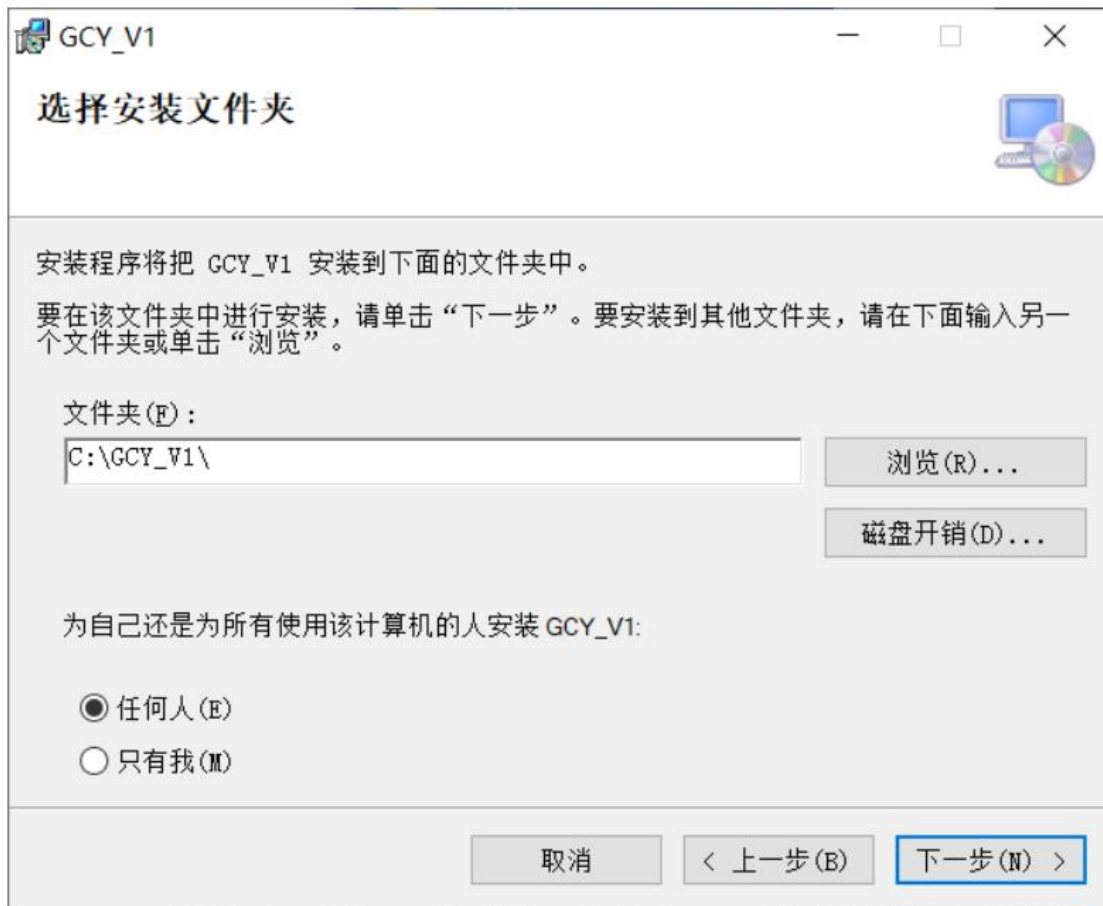 GCY_V1
选择安装文件夹
安装程序将把 GCY_V1 安装到下面的文件夹中。
要在该文件夹中进行安装，请单击“下一步”。要安装到其他文件夹，请在下面输入另一
个文件夹或单击“浏览”。
文件夹(F)：
C:\GCY_V1\
浏览(R)...
磁盘开销(D)...
为自己还是为所有使用该计算机的人安装 GCY_V1:
任何人(E)
只有我(M)
取消
< 上一步(B)
下一步(N) >